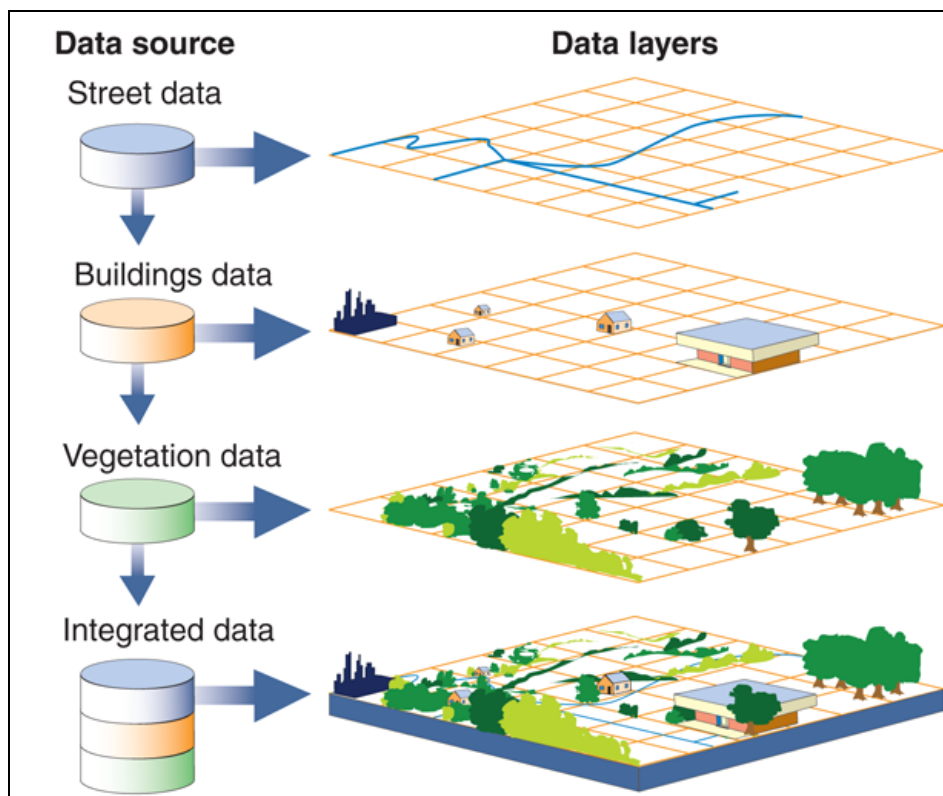 Data source
Data layers
Street data
Buildings data
Vegetation data
Integrated data